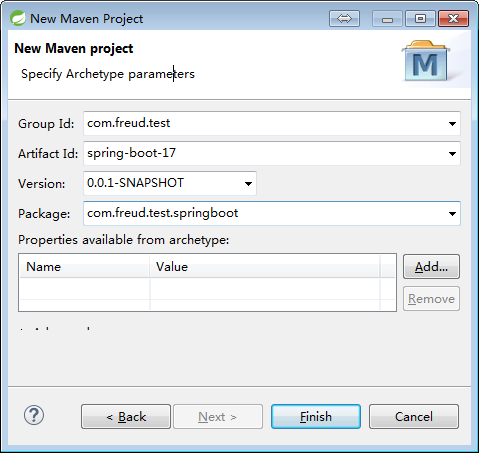 New Maven Project
New Maven project
Specify Archetype parameters
M
Group Id: com.freud.test
Artifact Id: spring-boot-17
Version: 0.0.1-SNAPSHOT
Package: com.freud.test.springboot
Properties available from archetype:
Name Value
Add...
Remove
? < Back Next > Finish Cancel